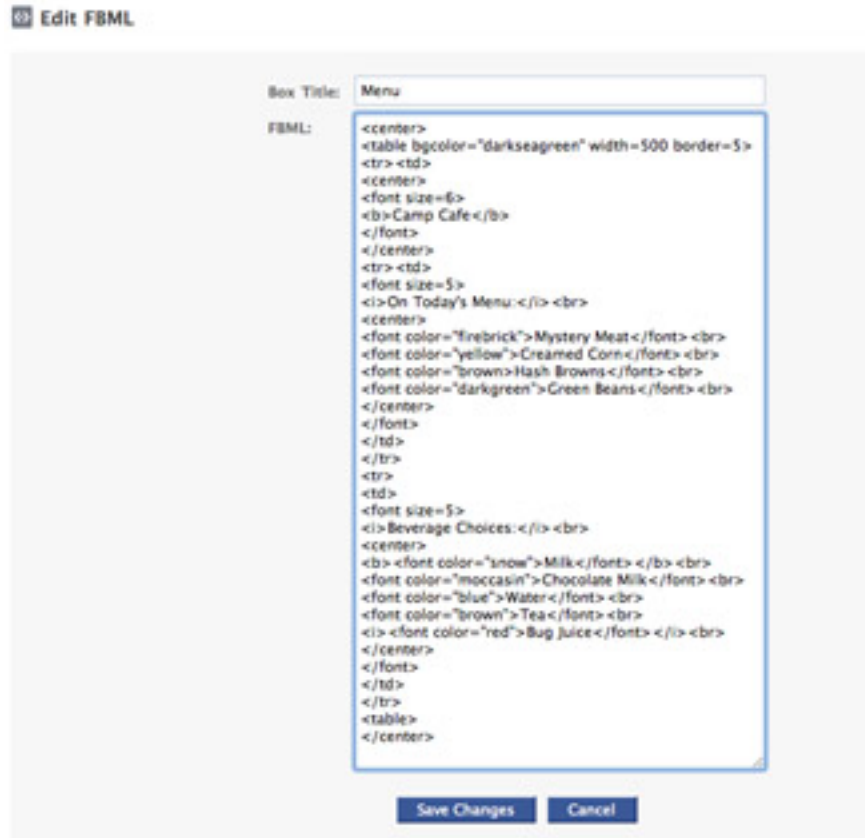 Edit FBML
Box Title: Menu
FBML:
<center>
<table bgcolor="darkseagreen" width=500 border=5>
<tr> <td>
<center>
<font size=6>
<b>Camp Cafe</b>
</font>
</center>
<tr> <td>
<font size=5>
<i>On Today's Menu:</i> <br>
<center>
<font color="firebrick">Mystery Meat</font> <br>
<font color="yellow">Creamed Corn</font> <br>
<font color="brown>Hash Browns</font> <br>
<font color="darkgreen">Green Beans</font> <br>
</center>
</font>
</td>
</tr>
<tr>
<td>
<font size=5>
<i>Beverage Choices:</i> <br>
<center>
<b> <font color="snow">Milk</font> </b> <br>
<font color="moccasin">Chocolate Milk</font> <br>
<font color="blue">Water</font> <br>
<font color="brown">Tea</font> <br>
<i> <font color="red">Bug Juice</font> </i> <br>
</center>
</font>
</td>
</tr>
<table>
</center>
Save Changes Cancel